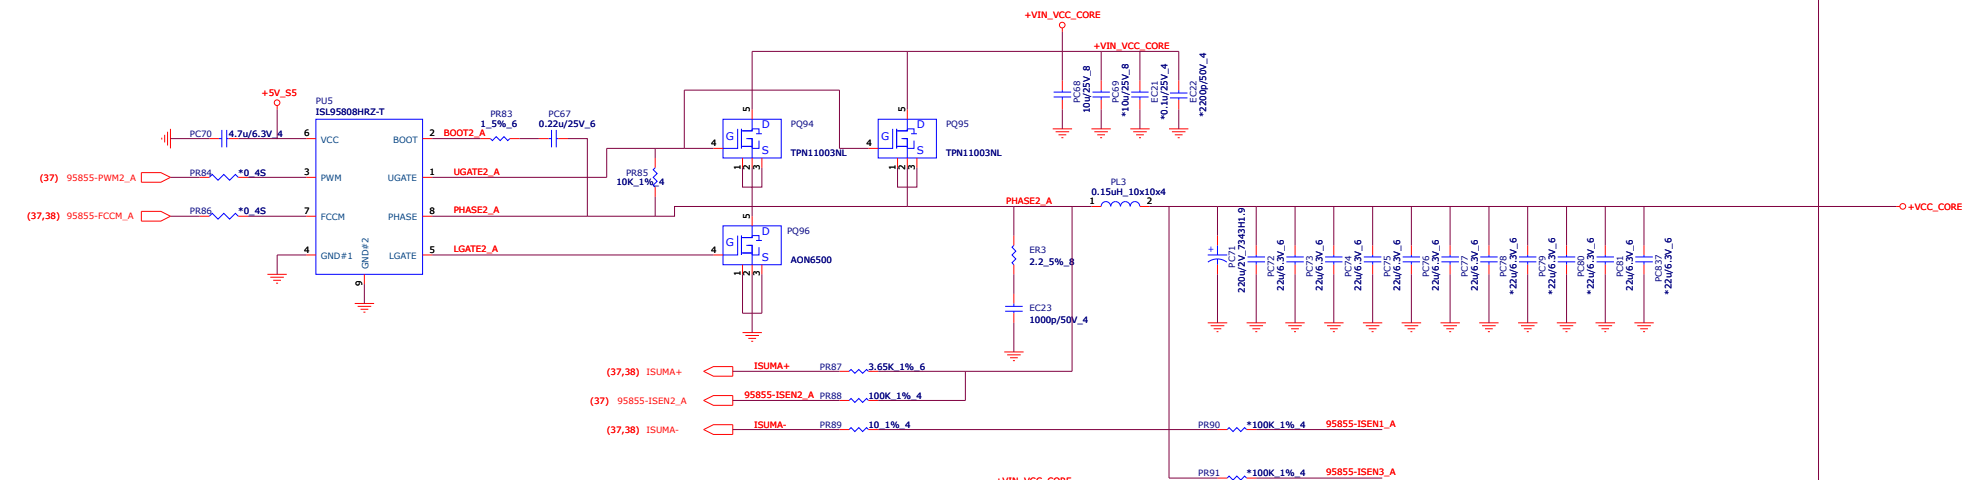 +VIN_VCC_CORE
+VIN_VCC_CORE
PC68
10u/25V_8
PC69
*10u/25V_8
EC21
*0.1u/25V_4
EC22
*2200p/50V_4
+5V_S5
PU5
ISL95808HRZ-T
PC70
4.7u/6.3V_4
6
VCC
BOOT
2
BOOT2_A
PR83
1_5%_6
PC67
0.22u/25V_6
(37)
95855-PWM2_A
PR84
*0_4S
3
PWM
UGATE
1
UGATE2_A
(37,38)
95855-FCCM_A
PR86
*0_4S
7
FCCM
PHASE
8
PHASE2_A
4
GND#1
GND#2
9
LGATE
5
LGATE2_A
PR85
10K_1%_4
5
4
G
D
S
1
2
3
PQ94
TPN11003NL
5
4
G
D
S
1
2
3
PQ95
TPN11003NL
5
4
G
D
S
1
2
3
PQ96
AON6500
PHASE2_A
PL3
0.15uH_10x10x4
1
2
+VCC_CORE
ER3
2.2_5%_8
EC23
1000p/50V_4
+
PC71
220u/2V_7343H1.9
PC72
22u/6.3V_6
PC73
22u/6.3V_6
PC74
22u/6.3V_6
PC75
22u/6.3V_6
PC76
22u/6.3V_6
PC77
22u/6.3V_6
PC78
*22u/6.3V_6
PC79
*22u/6.3V_6
PC80
*22u/6.3V_6
PC81
22u/6.3V_6
PC837
*22u/6.3V_6
(37,38)
ISUMA+
ISUMA+
PR87
3.65K_1%_6
(37)
95855-ISEN2_A
95855-ISEN2_A
PR88
100K_1%_4
(37,38)
ISUMA-
ISUMA-
PR89
10_1%_4
PR90
*100K_1%_4
95855-ISEN1_A
PR91
*100K_1%_4
95855-ISEN3_A
+VIN_VCC_CORE